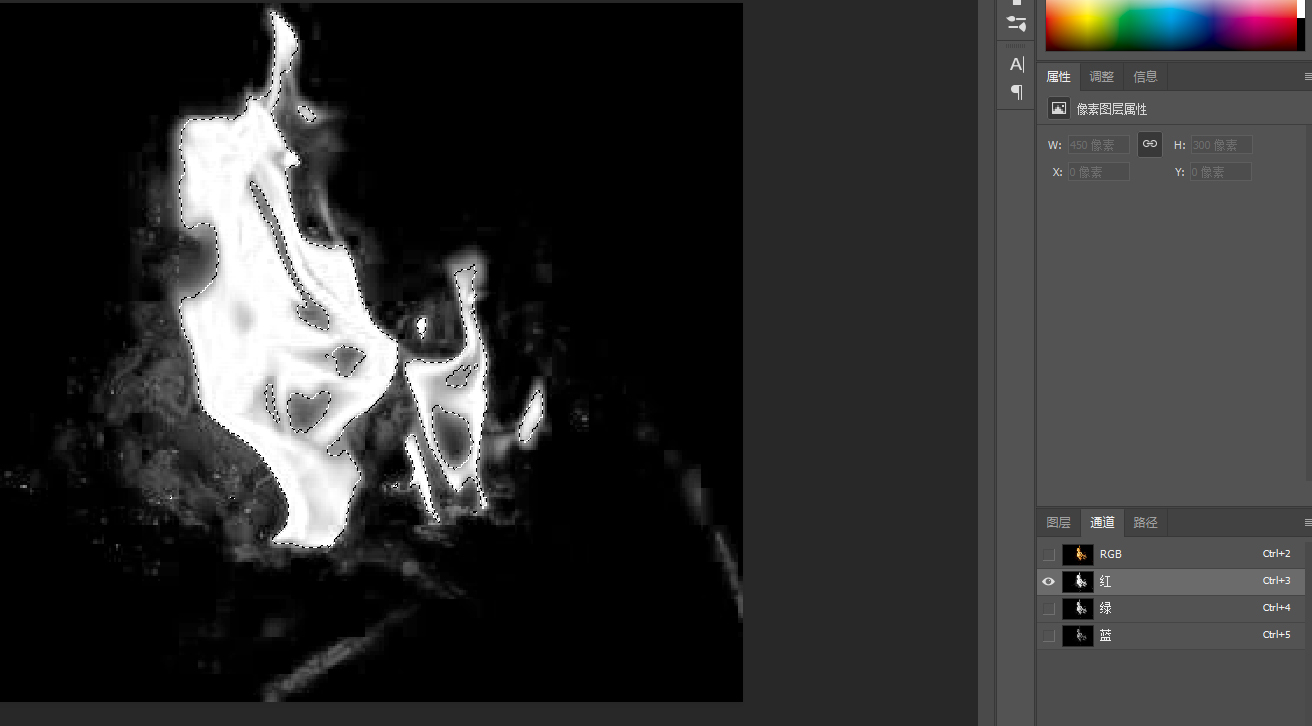 A|
属性 调整 信息
像素图层属性
W: 450 像素 H: 300 像素
X: 0 像素 Y: 0 像素
图层 通道 路径
RGB Ctrl+2
红 Ctrl+3
绿 Ctrl+4
蓝 Ctrl+5